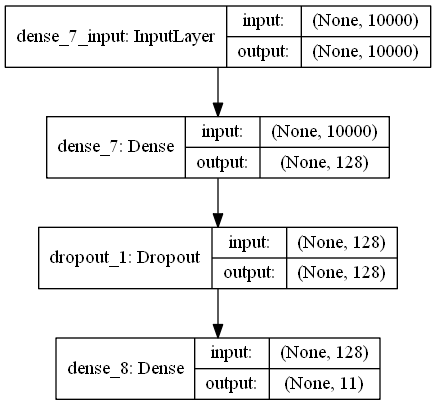 dense_7_input: InputLayer
input: (None, 10000)
output: (None, 10000)
dense_7: Dense
input: (None, 10000)
output: (None, 128)
dropout_1: Dropout
input: (None, 128)
output: (None, 128)
dense_8: Dense
input: (None, 128)
output: (None, 11)